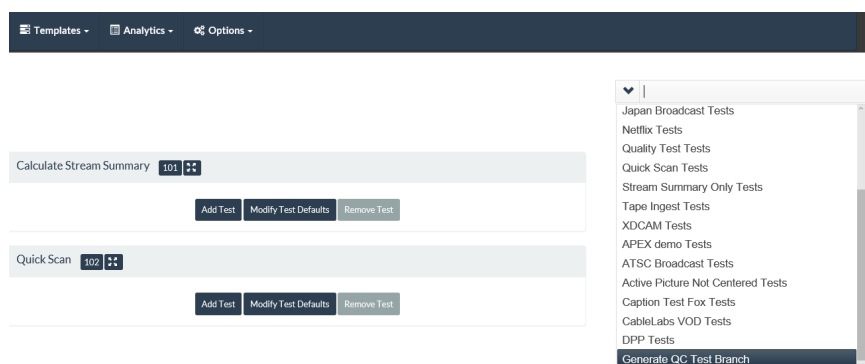 Templates Analytics Options
Japan Broadcast Tests
Netflix Tests
Quality Test Tests
Quick Scan Tests
Stream Summary Only Tests
Tape Ingest Tests
XDCAM Tests
APEX demo Tests
ATSC Broadcast Tests
Active Picture Not Centered Tests
Caption Test Fox Tests
CableLabs VOD Tests
DPP Tests
Generate QC Test Branch
Calculate Stream Summary 101
Add Test Modify Test Defaults Remove Test
Quick Scan 102
Add Test Modify Test Defaults Remove Test